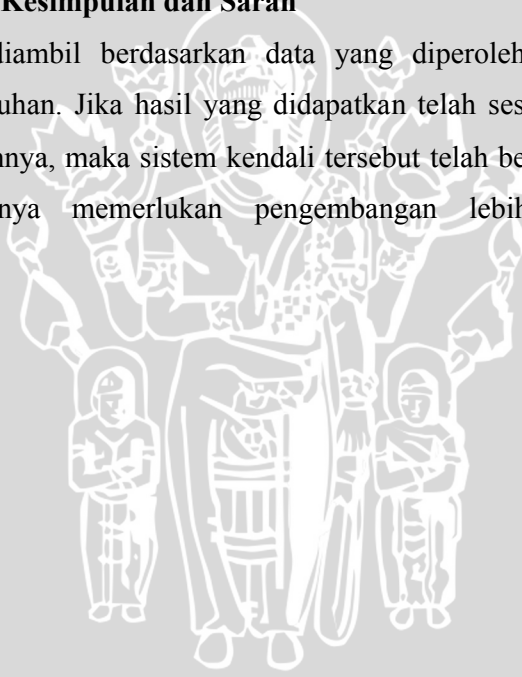 Kesimpulan dan Saran
diambil berdasarkan data yang diperoleh
uhan. Jika hasil yang didapatkan telah ses
nnya, maka sistem kendali tersebut telah be
nya memerlukan pengembangan lebih